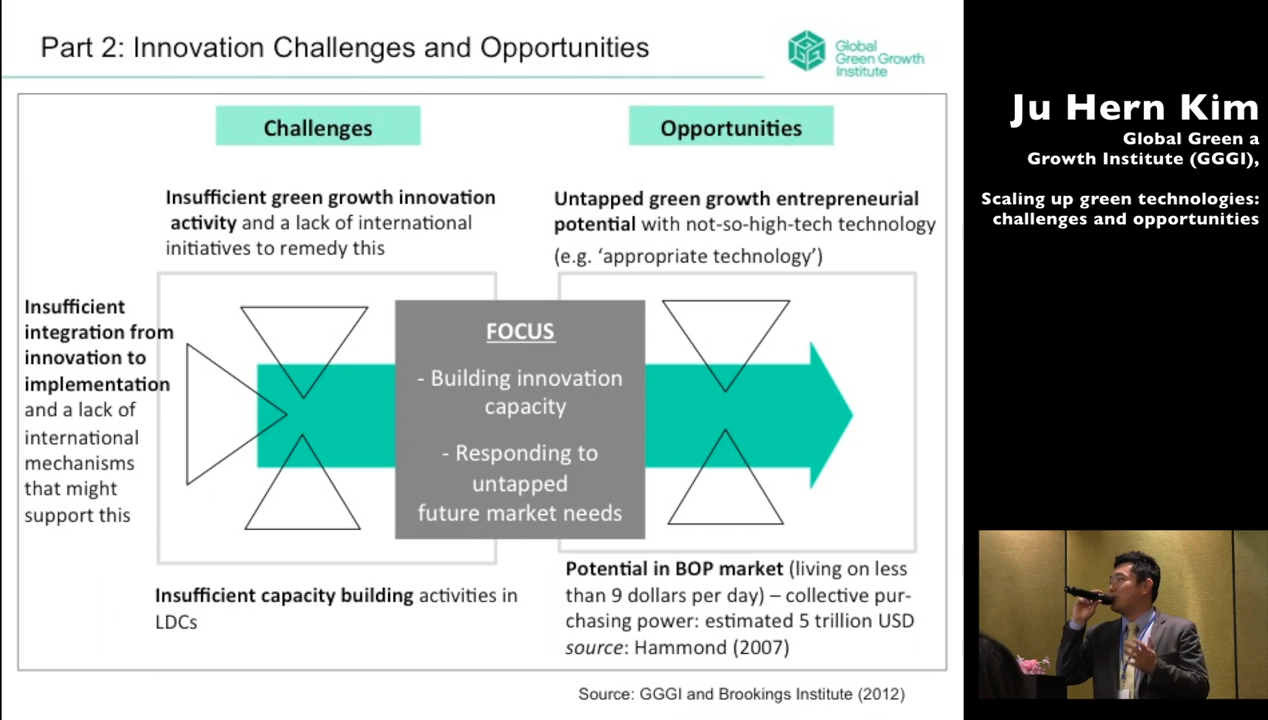 Part 2: Innovation Challenges and Opportunities
Global
Green Growth
Institute
Challenges
Opportunities
Insufficient green growth innovation
activity and a lack of international
initiatives to remedy this
Untapped green growth entrepreneurial
potential with not-so-high-tech technology
(e.g. ‘appropriate technology’)
Insufficient
integration from
innovation to
implementation
and a lack of
international
mechanisms
that might
support this
FOCUS
- Building innovation
capacity
- Responding to
untapped
future market needs
Insufficient capacity building activities in
LDCs
Potential in BOP market (living on less
than 9 dollars per day) – collective pur-
chasing power: estimated 5 trillion USD
source: Hammond (2007)
Source: GGGI and Brookings Institute (2012)
Ju Hern Kim
Global Green a
Growth Institute (GGGI),
Scaling up green technologies:
challenges and opportunities